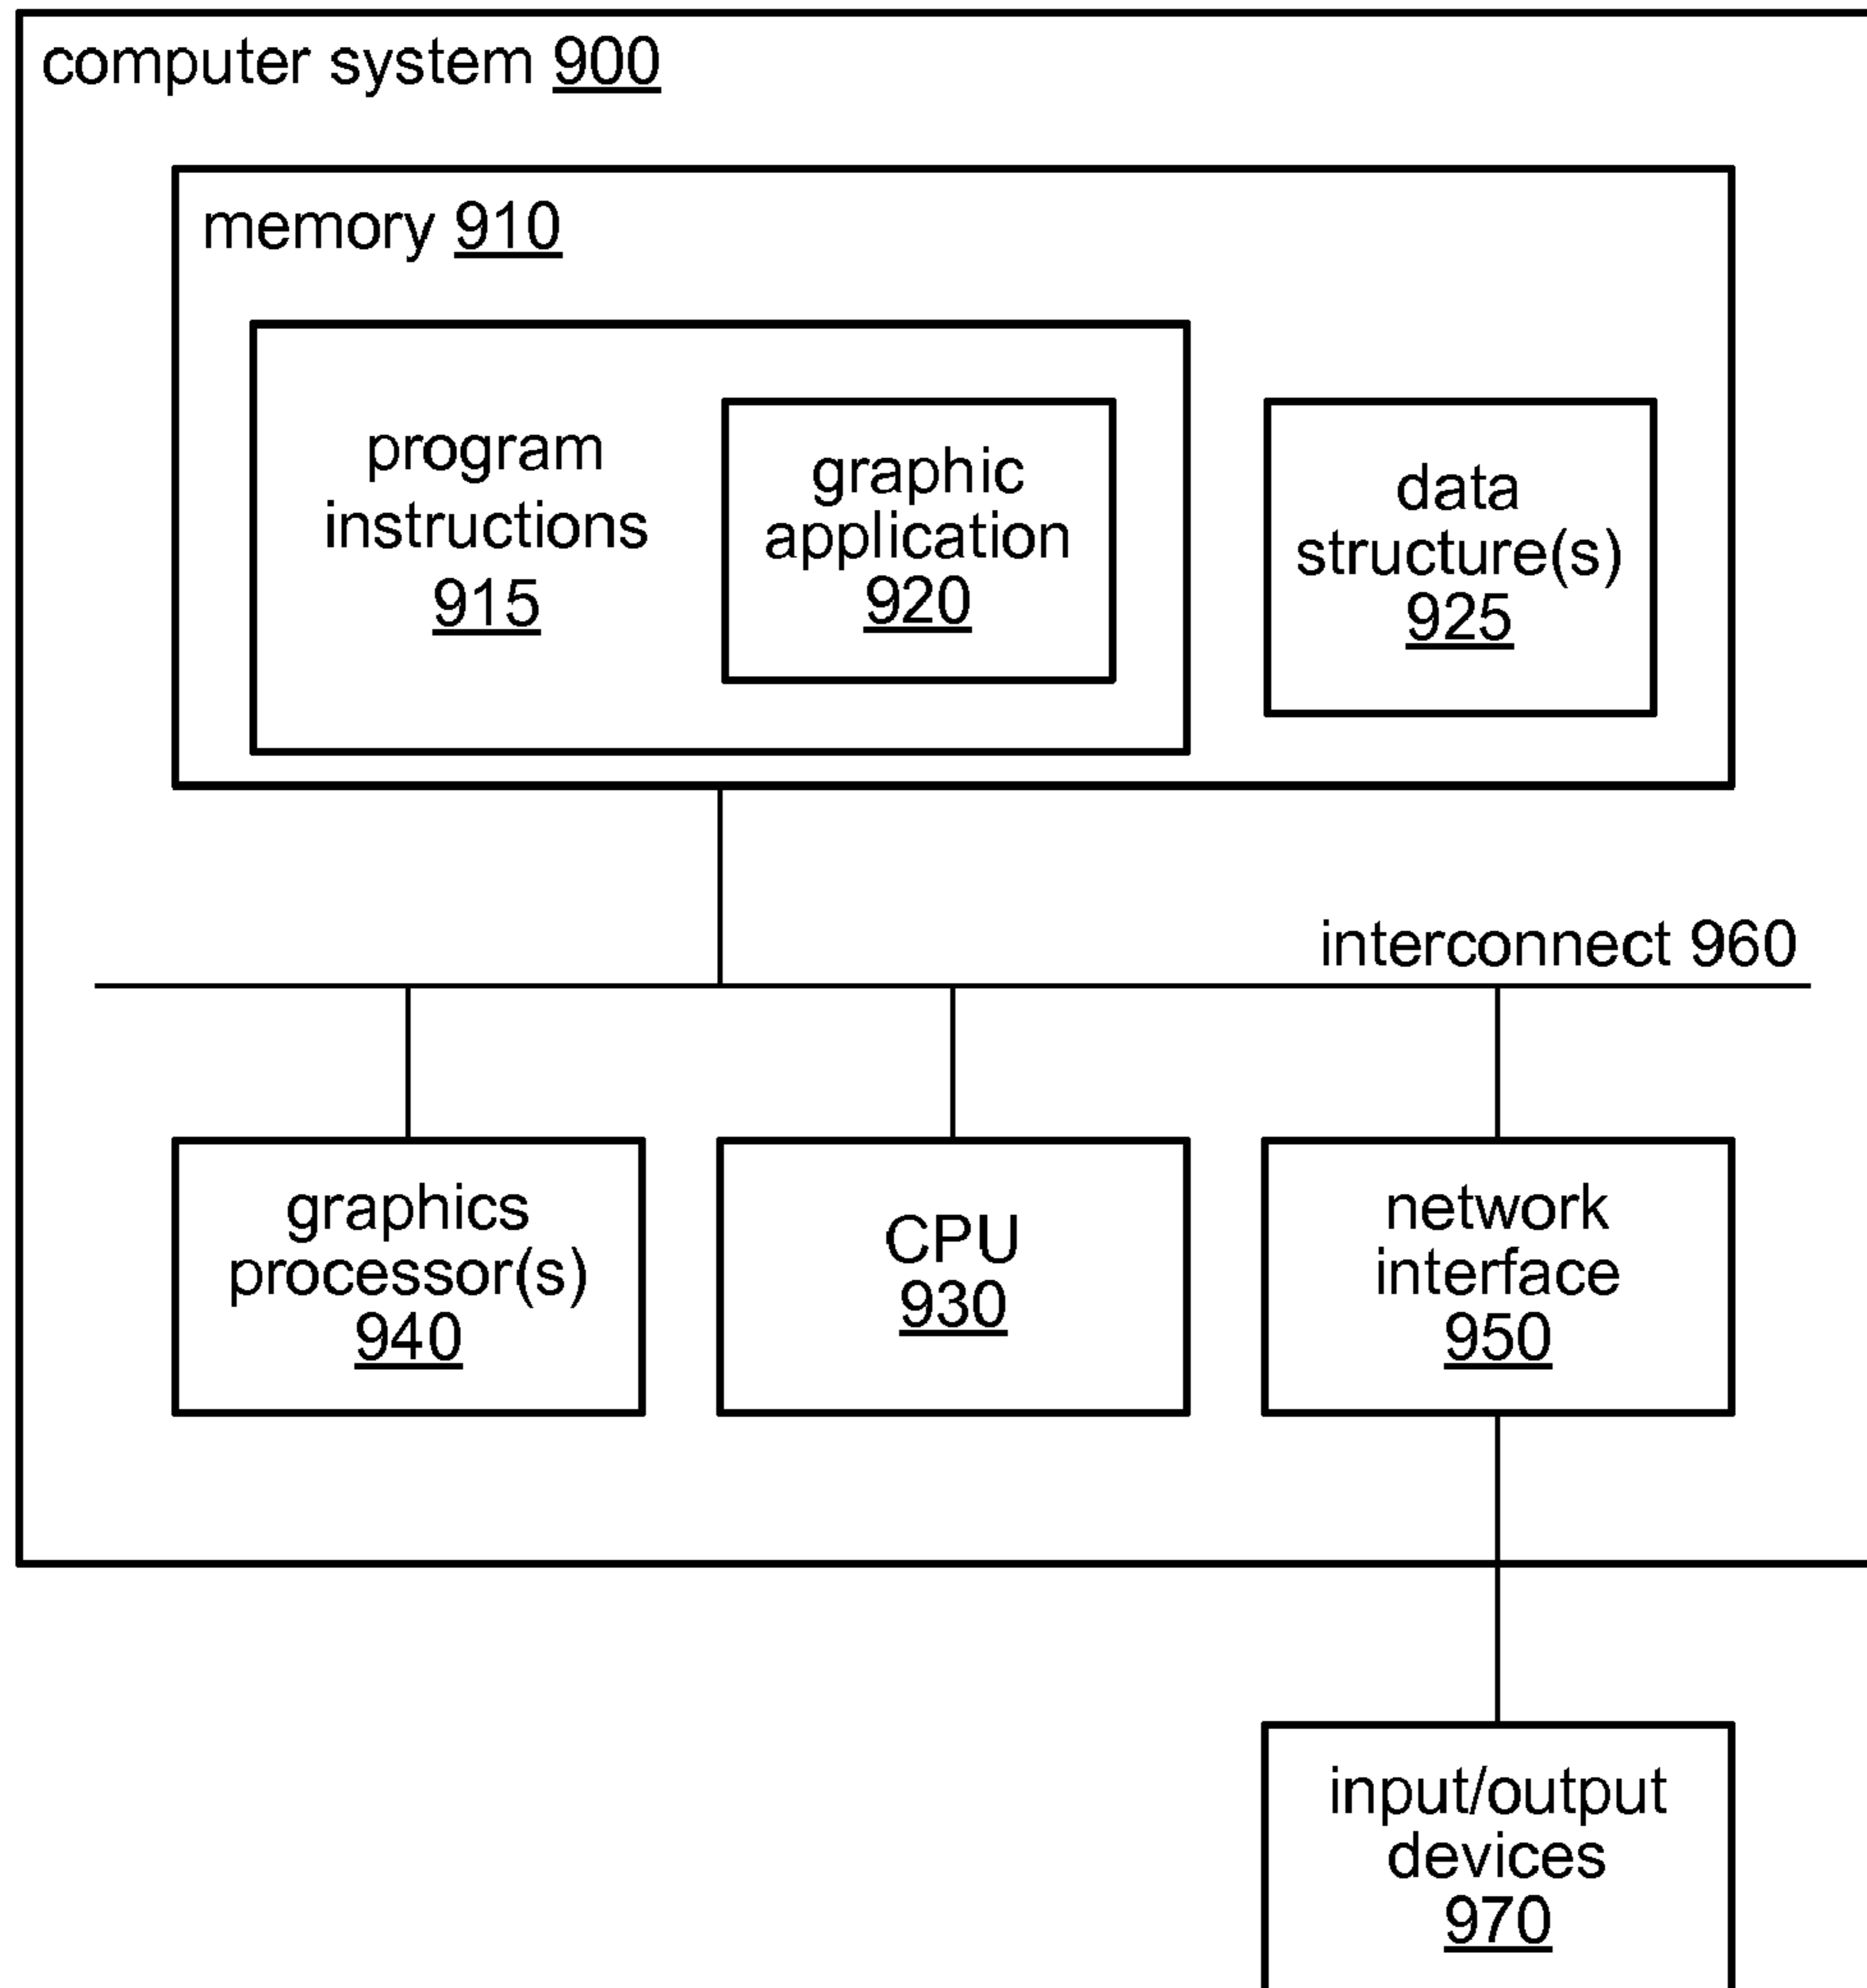 computer system 900
memory 910
program
instructions
915
graphic
application
920
data
structure(s)
925
interconnect 960
graphics
processor(s)
940
CPU
930
network
interface
950
input/output
devices
970